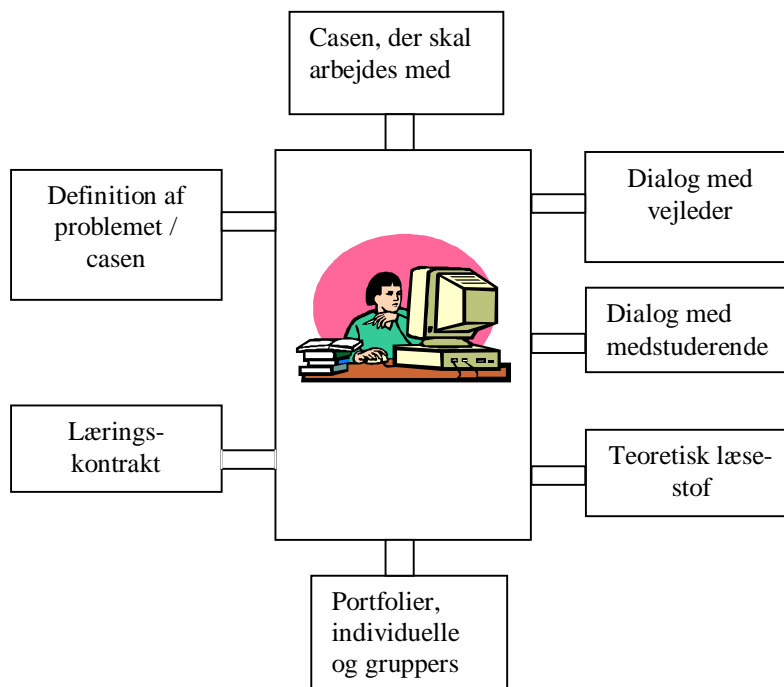 Casen, der skal
arbejdes med
Definition af
problemet /
casen
Dialog med
vejleder
Dialog med
medstuderende
Lærings-
kontrakt
Teoretisk læse-
stof
Portfolier,
individuelle
og gruppers